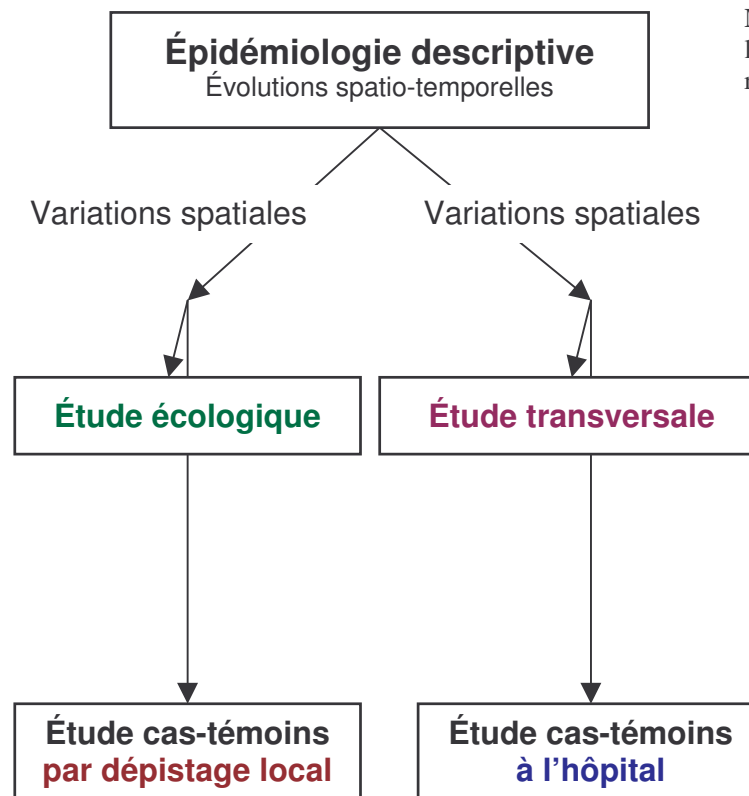 Épidémiologie descriptive
Évolutions spatio-temporelles
Variations spatiales
Variations spatiales
Étude écologique
Étude transversale
Étude cas-témoins
par dépistage local
Étude cas-témoins
à l’hôpital